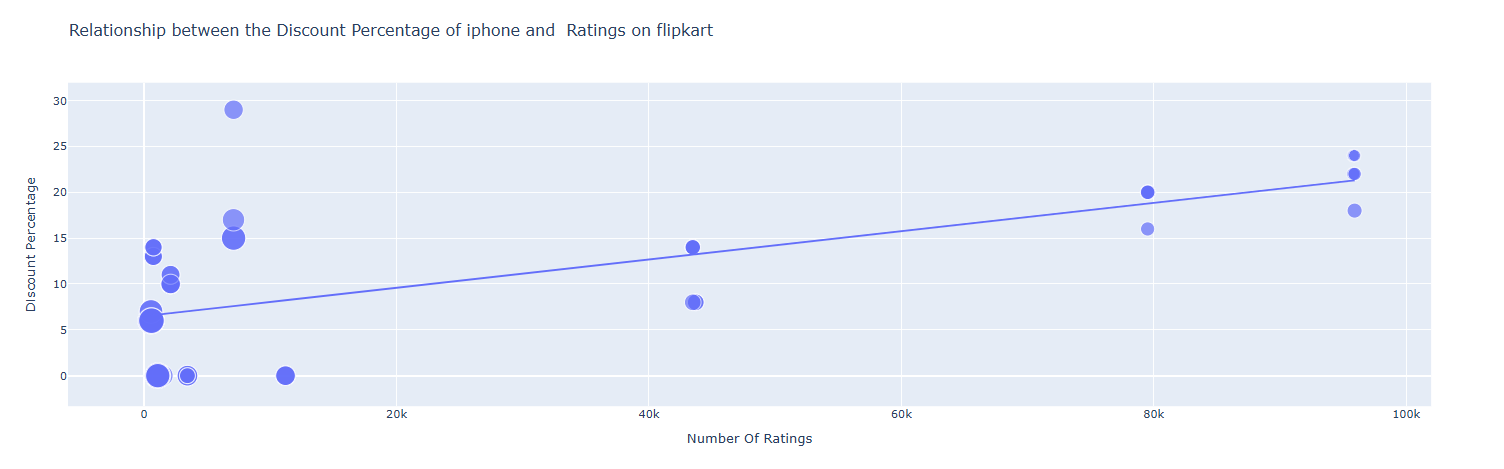 Relationship between the Discount Percentage of iphone and  Ratings on flipkart
30
25
20
15
10
5
0
Discount Percentage
0
20k
40k
60k
80k
100k
Number Of Ratings